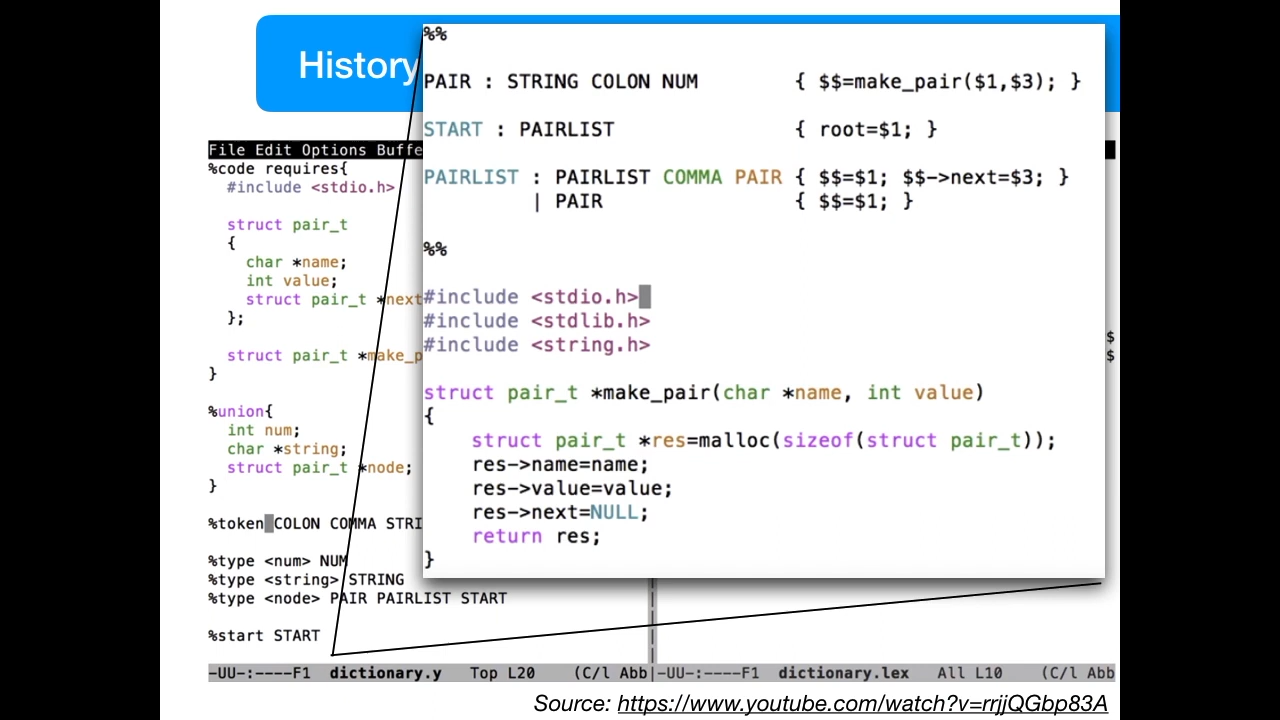 History
File Edit Options Buffe
%code requires{
#include <stdio.h>
struct pair_t
{
char *name;
int value;
struct pair_t *next
};
struct pair_t *make_p
}
%union{
int num;
char *string;
struct pair_t *node;
}
%token COLON COMMA STRI
%type <num> NUM
%type <string> STRING
%type <node> PAIR PAIRLIST START
%start START
%%
PAIR : STRING COLON NUM { $$=make_pair($1,$3); }
START : PAIRLIST { root=$1; }
PAIRLIST : PAIRLIST COMMA PAIR { $$=$1; $$->next=$3; }
| PAIR { $$=$1; }
%%
#include <stdio.h>
#include <stdlib.h>
#include <string.h>
struct pair_t *make_pair(char *name, int value)
{
struct pair_t *res=malloc(sizeof(struct pair_t));
res->name=name;
res->value=value;
res->next=NULL;
return res;
}
$
$
-UU-:----F1 dictionary.y Top L20 (C/l Abb|-UU-:----F1 dictionary.lex All L10 (C/l Abb
Source: https://www.youtube.com/watch?v=rrjjQGbp83A